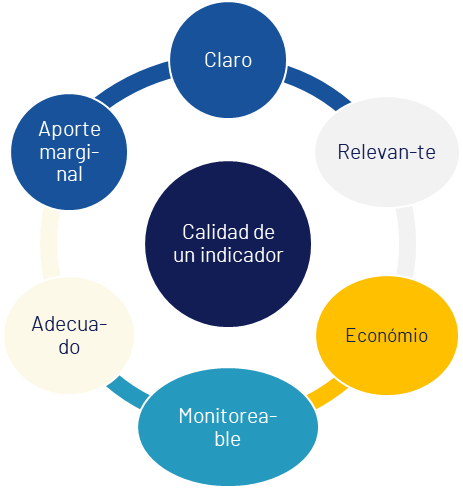 Claro
Relevan-te
Económio
Monitorea-
ble
Adecua-
do
Aporte
margi-
nal
Calidad de
un indicador